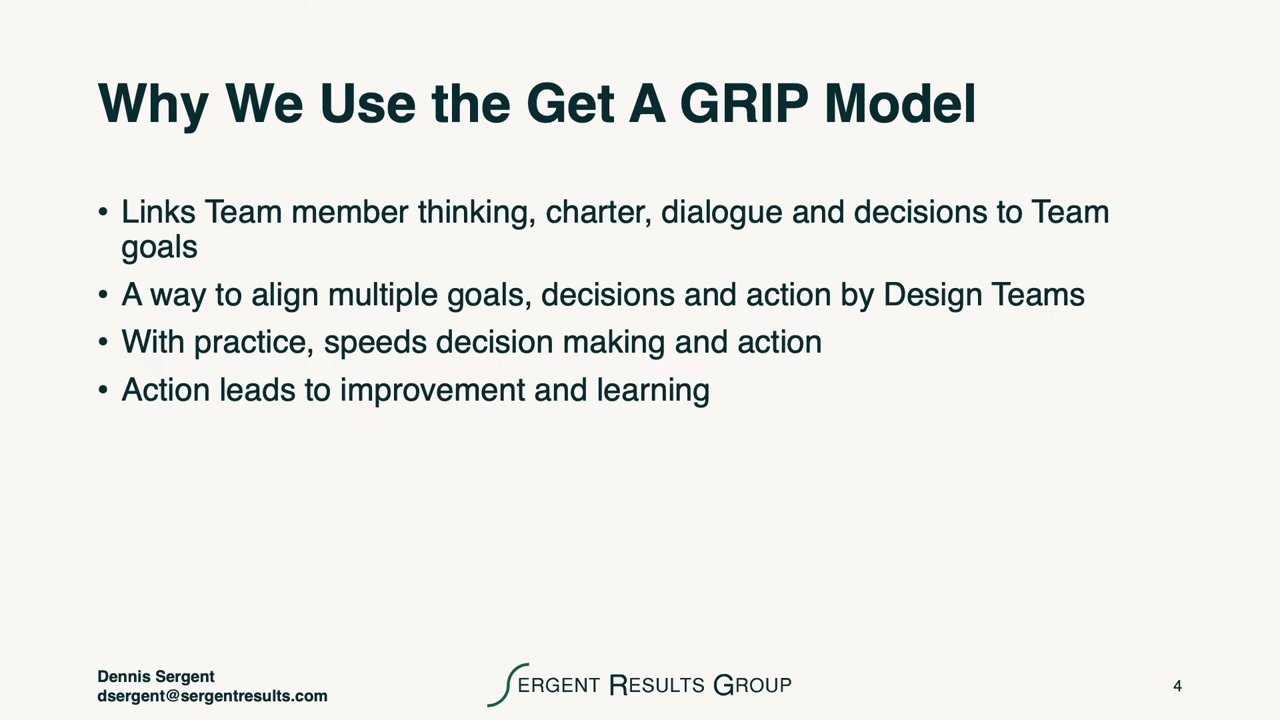 Why We Use the Get A GRIP Model
• Links Team member thinking, charter, dialogue and decisions to Team
goals
• A way to align multiple goals, decisions and action by Design Teams
• With practice, speeds decision making and action
• Action leads to improvement and learning
Dennis Sergent
dsergent@sergentresults.com
SERGENT RESULTS GROUP
4